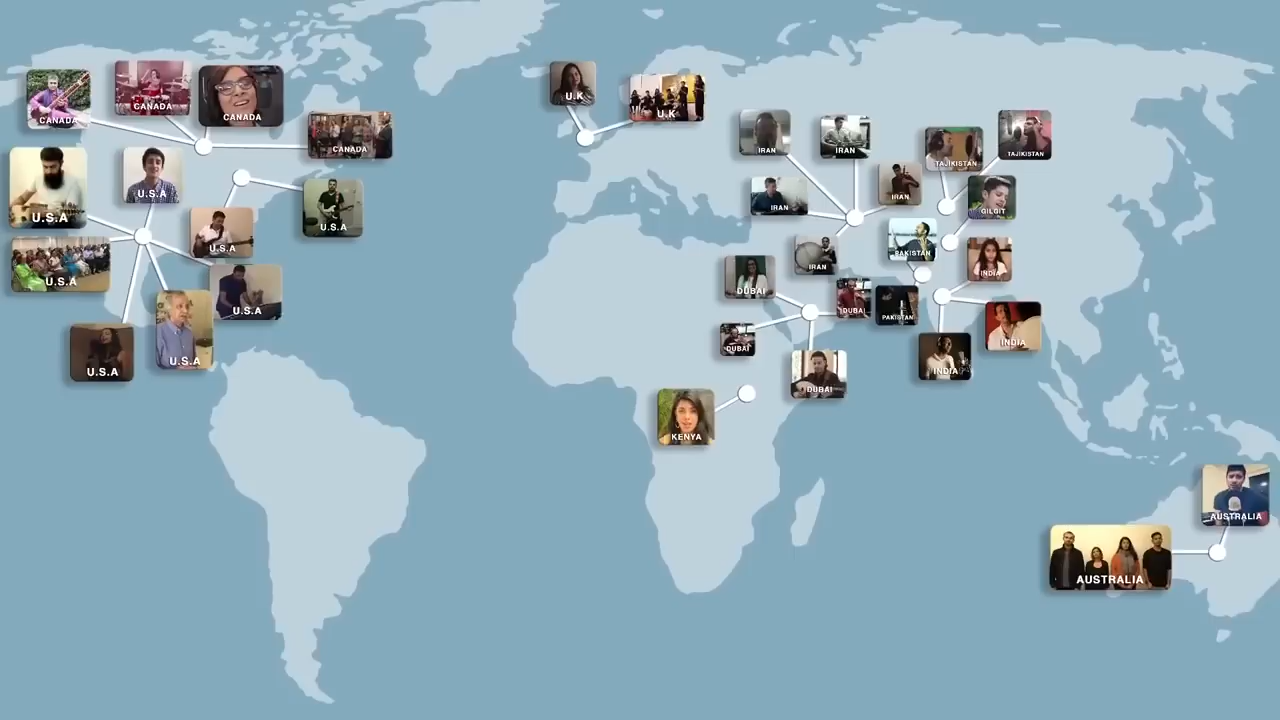 CANADA
CANADA
CANADA
CANADA
U.K
U.K
IRAN
IRAN
TAJIKISTAN
TAJIKISTAN
U.S.A
U.S.A
U.S.A
U.S.A
IRAN
IRAN
GILGIT
U.S.A
U.S.A
IRAN
PAKISTAN
INDIA
DUBAI
DUBAI
PAKISTAN
DUBAI
INDIA
U.S.A
U.S.A
DUBAI
INDIA
KENYA
AUSTRALIA
AUSTRALIA